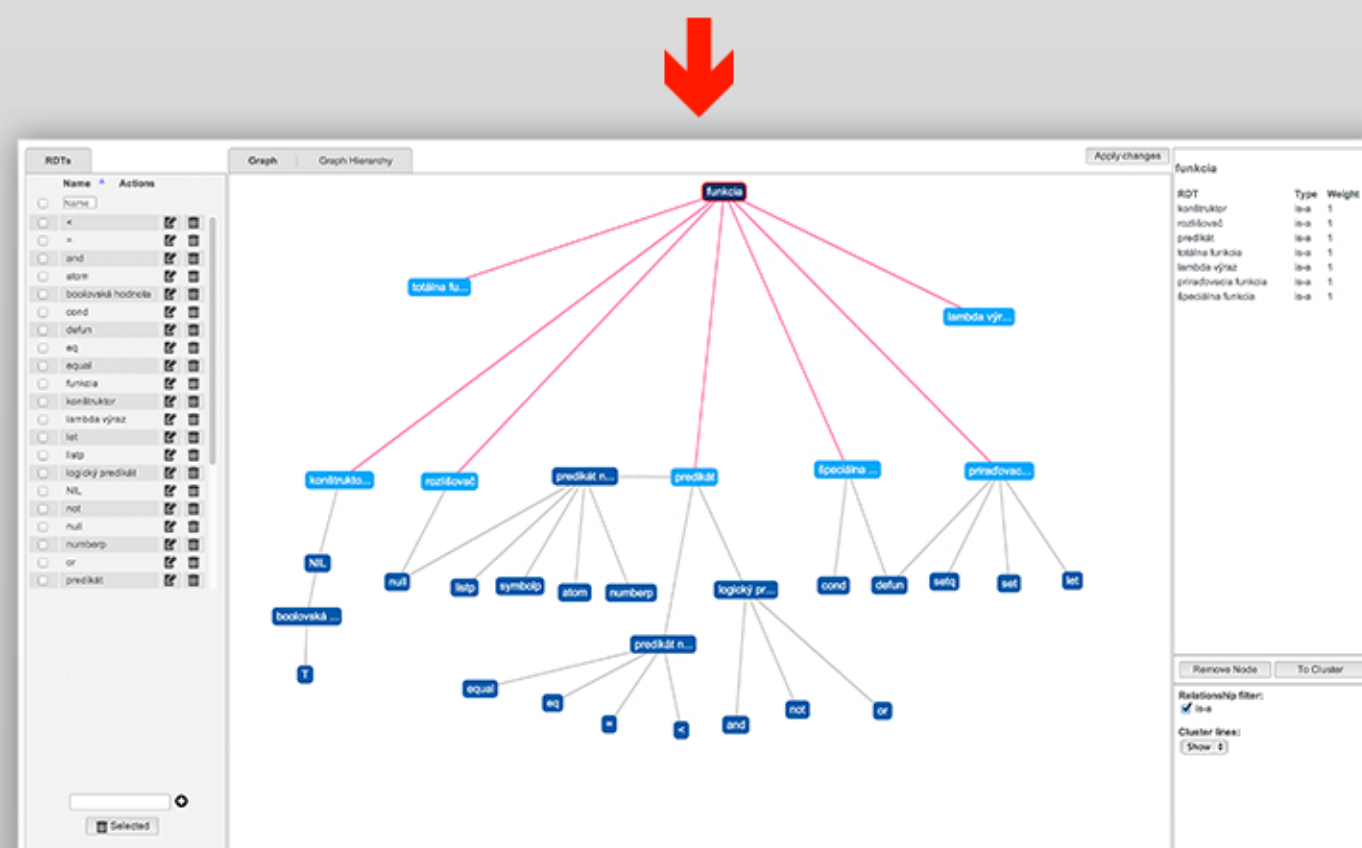 RDTs
Graph
Graph Hierarchy
Apply changes
Name
Actions
Name
<
=
and
atom
boolovská hodnota
cond
defun
eq
equal
funkcia
konštruktor
lambda výraz
let
listp
logický predikát
NIL
not
null
numberp
or
predikát
Selected
funkcia
totálna fu...
lambda výr...
konštrukto...
rozlišovač
predikát n...
predikát
špeciálna ...
priraďovac...
NIL
null
listp
symbolp
atom
numberp
logický pr...
cond
defun
setq
set
let
boolovská ...
predikát n...
T
equal
eq
=
<
and
not
or
funkcia
RDT Type Weight
konštruktor is-a 1
rozlišovač is-a 1
predikát is-a 1
totálna funkcia is-a 1
lambda výraz is-a 1
priraďovacia funkcia is-a 1
špeciálna funkcia is-a 1
Remove Node
To Cluster
Relationship filter:
is-a
Cluster lines:
Show